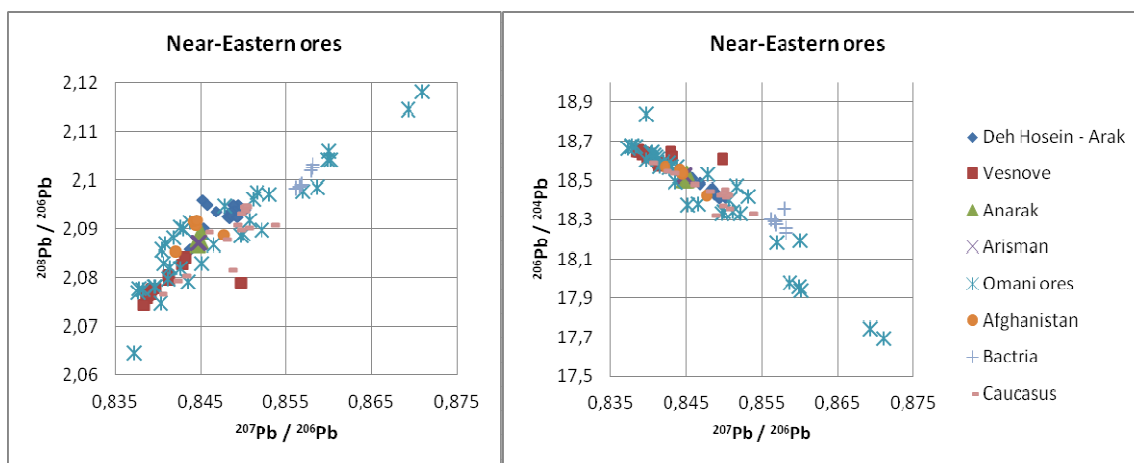 Near-Eastern ores
2,12
2,11
2,1
2,09
2,08
2,07
2,06
²⁰⁸Pb / ²⁰⁶Pb
0,835 0,845 0,855 0,865 0,875
²⁰⁷Pb / ²⁰⁶Pb
Near-Eastern ores
18,9
18,7
18,5
18,3
18,1
17,9
17,7
17,5
²⁰⁶Pb / ²⁰⁴Pb
0,835 0,845 0,855 0,865 0,875
²⁰⁷Pb / ²⁰⁶Pb
Deh Hosein - Arak
Vesnove
Anarak
Arisman
Omani ores
Afghanistan
Bactria
Caucasus